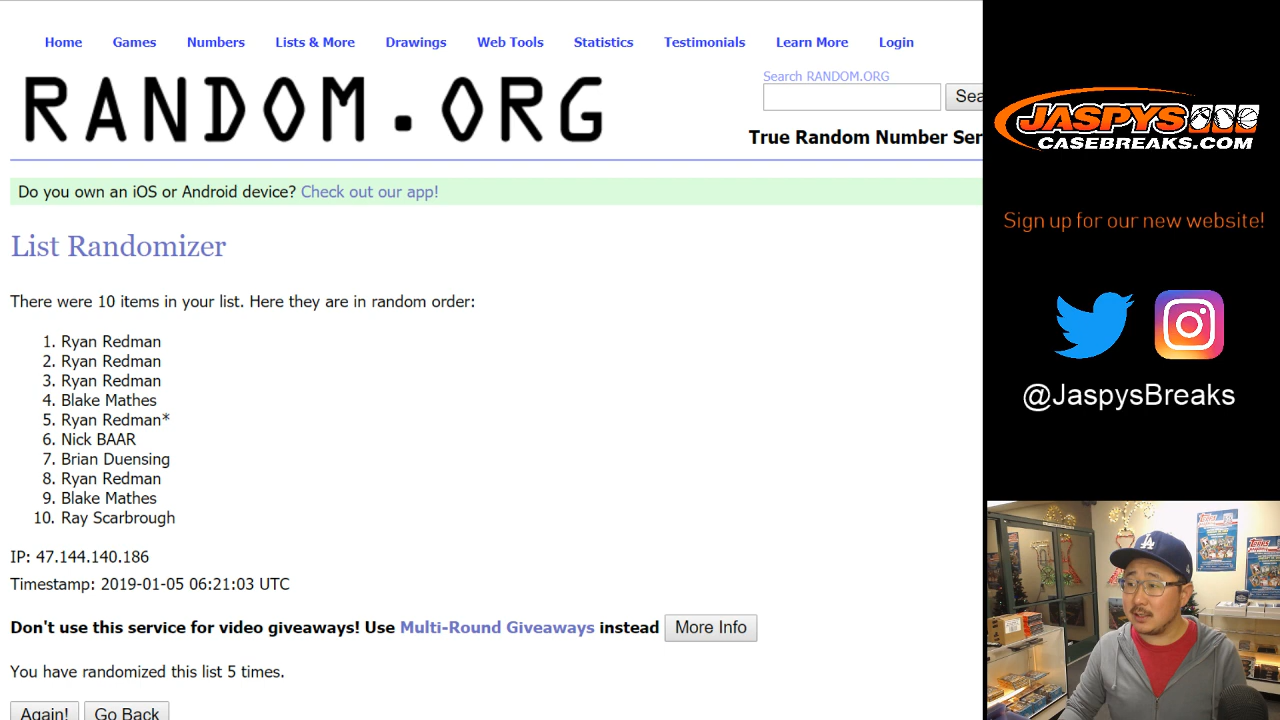 Home Games Numbers Lists & More Drawings Web Tools Statistics Testimonials Learn More Login
RANDOM.ORG
Search RANDOM.ORG
Sea
True Random Number Ser
Do you own an iOS or Android device? Check out our app!
List Randomizer
There were 10 items in your list. Here they are in random order:
1. Ryan Redman
2. Ryan Redman
3. Ryan Redman
4. Blake Mathes
5. Ryan Redman*
6. Nick BAAR
7. Brian Duensing
8. Ryan Redman
9. Blake Mathes
10. Ray Scarbrough
IP: 47.144.140.186
Timestamp: 2019-01-05 06:21:03 UTC
Don't use this service for video giveaways! Use Multi-Round Giveaways instead More Info
You have randomized this list 5 times.
Again! Go Back
JASPYS
CASEBREAKS.COM
Sign up for our new website!
@JaspysBreaks
LA
Topps